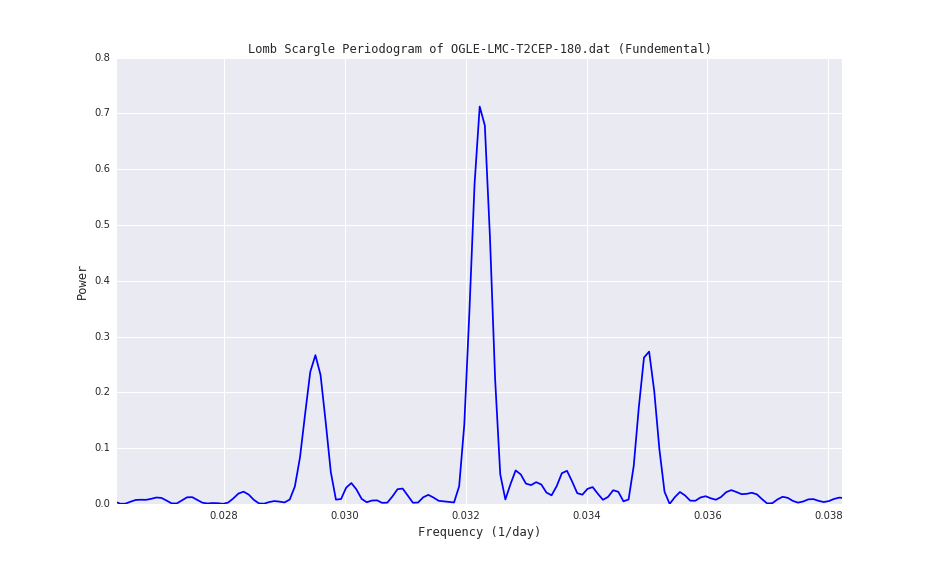 Lomb Scargle Periodogram of OGLE-LMC-T2CEP-180.dat (Fundemental)
0.8
0.7
0.6
0.5
0.4
0.3
0.2
0.1
0.0
Power
0.028 0.030 0.032 0.034 0.036 0.038
Frequency (1/day)